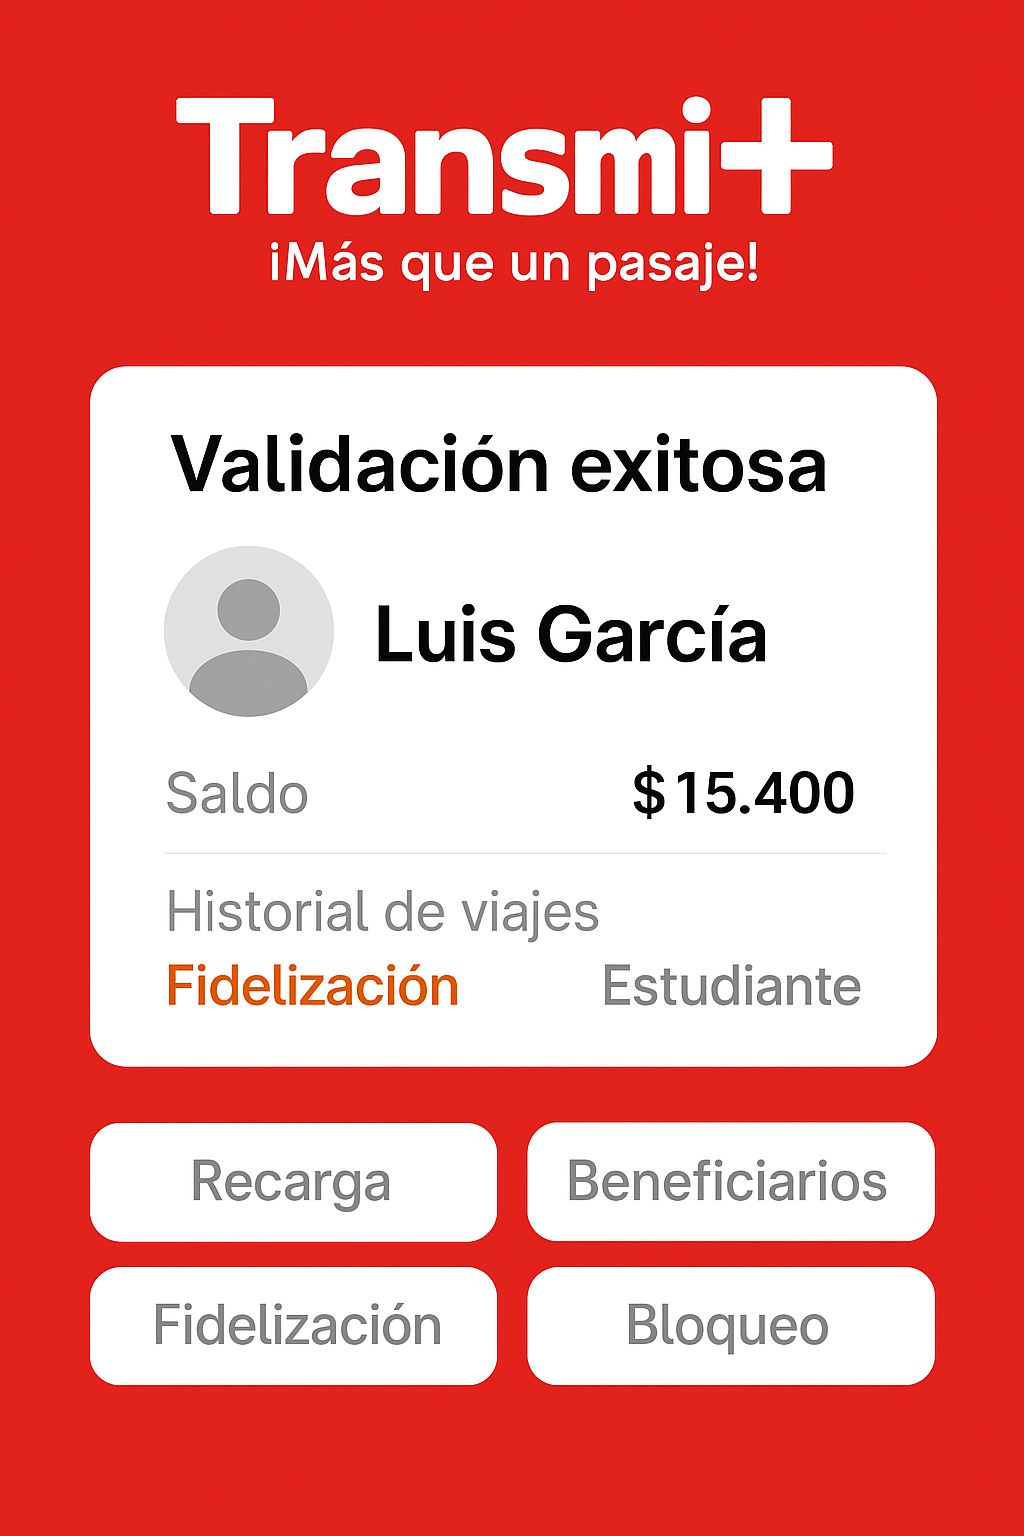 Transmi+
¡Más que un pasaje!
Validación exitosa
Luis García
Saldo $15.400
Historial de viajes
Fidelización Estudiante
Recarga Beneficiarios
Fidelización Bloqueo